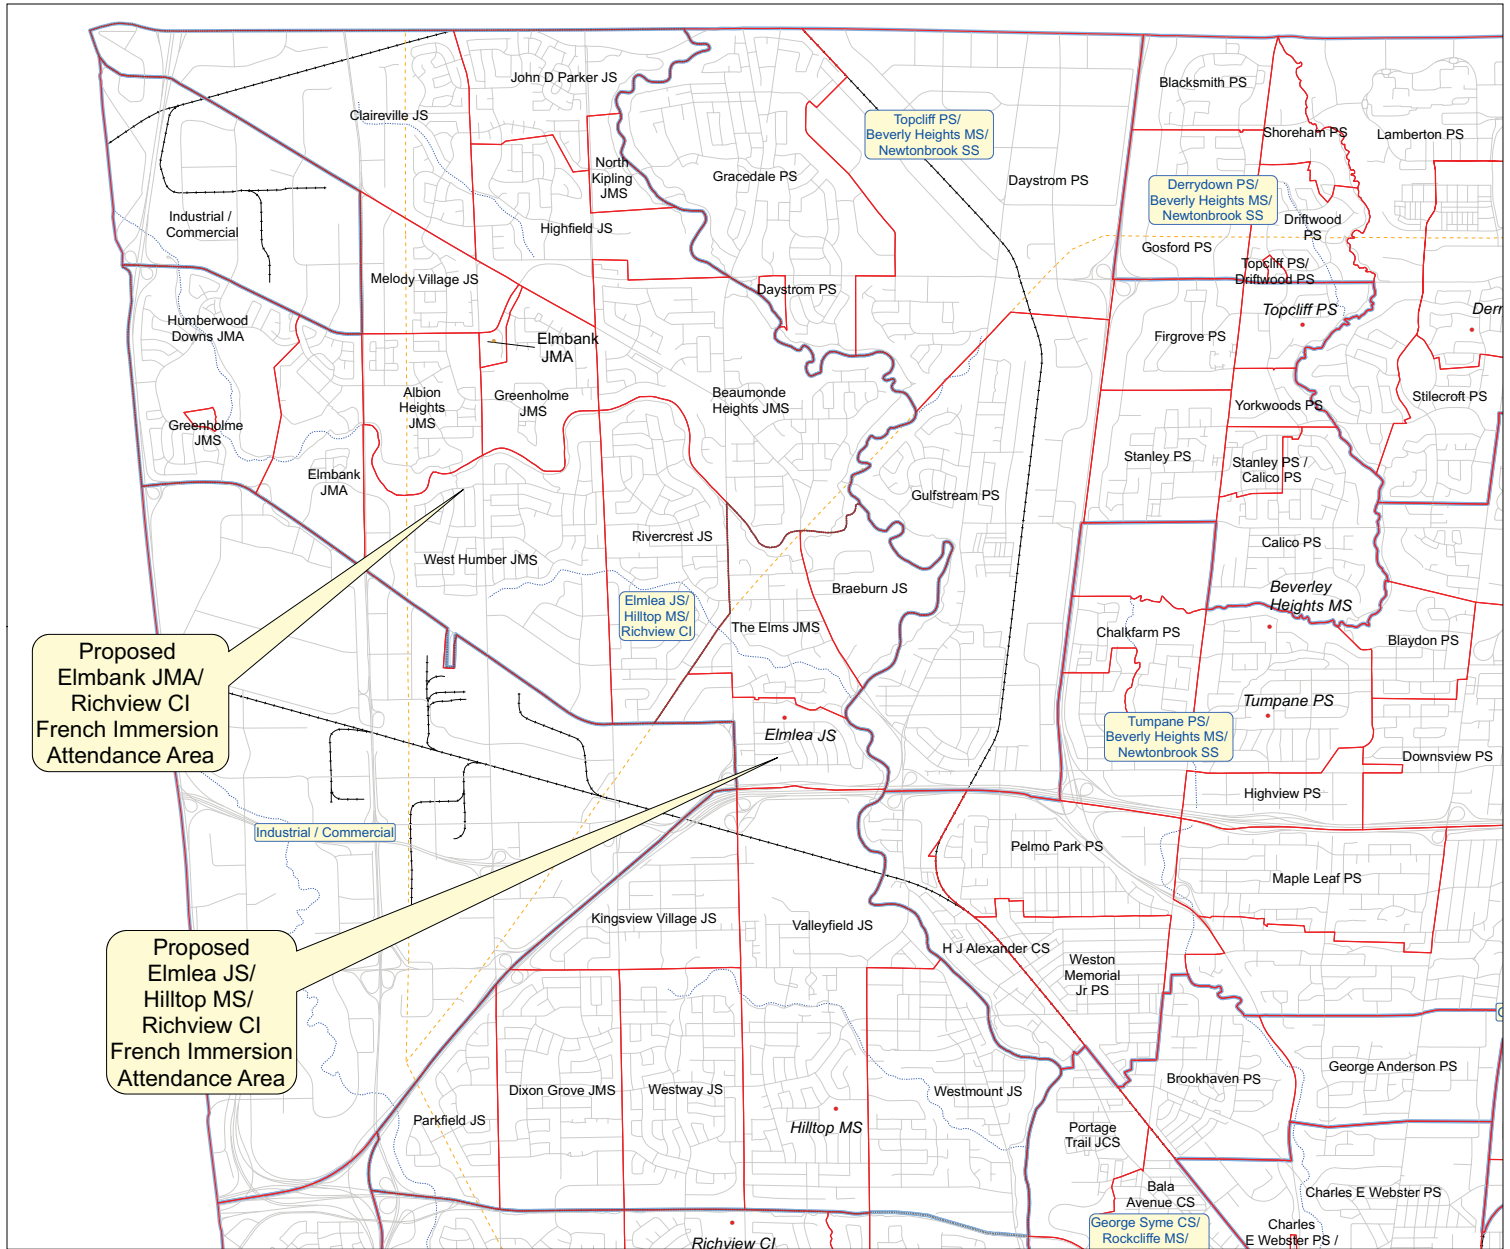 John D Parker JS
Claireville JS
North
Kipling
JMS
Gracedale PS
Topcliff PS/
Beverly Heights MS/
Newtonbrook SS
Daystrom PS
Blacksmith PS
Shoreham PS
Lamberton PS
Derrydown PS/
Beverly Heights MS/
Newtonbrook SS
Driftwood
PS
Industrial /
Commercial
Highfield JS
Gosford PS
Topcliff PS/
Driftwood PS
Melody Village JS
Daystrom PS
Topcliff PS
Humberwood
Downs JMA
Elmbank
JMA
Firgrove PS
Albion
Heights
JMS
Greenholme
JMS
Beaumonde
Heights JMS
Yorkwoods PS
Stilecroft PS
Greenholme
JMS
Elmbank
JMA
Stanley PS
Stanley PS /
Calico PS
Gulfstream PS
Rivercrest JS
West Humber JMS
Calico PS
Braeburn JS
Beverley
Heights MS
Elmlea JS/
Hilltop MS/
Richview CI
The Elms JMS
Chalkfarm PS
Blaydon PS
Proposed
Elmbank JMA/
Richview CI
French Immersion
Attendance Area
Tumpane PS
Tumpane PS/
Beverly Heights MS/
Newtonbrook SS
Elmlea JS
Downsview PS
Highview PS
Industrial / Commercial
Pelmo Park PS
Maple Leaf PS
Kingsview Village JS
Valleyfield JS
H J Alexander CS
Weston
Memorial
Jr PS
Proposed
Elmlea JS/
Hilltop MS/
Richview CI
French Immersion
Attendance Area
Dixon Grove JMS
Westway JS
Westmount JS
Brookhaven PS
George Anderson PS
Parkfield JS
Hilltop MS
Portage
Trail JCS
Bala
Avenue CS
Charles E Webster PS
George Syme CS/
Rockcliffe MS/
Charles
E Webster PS /
Richview CI